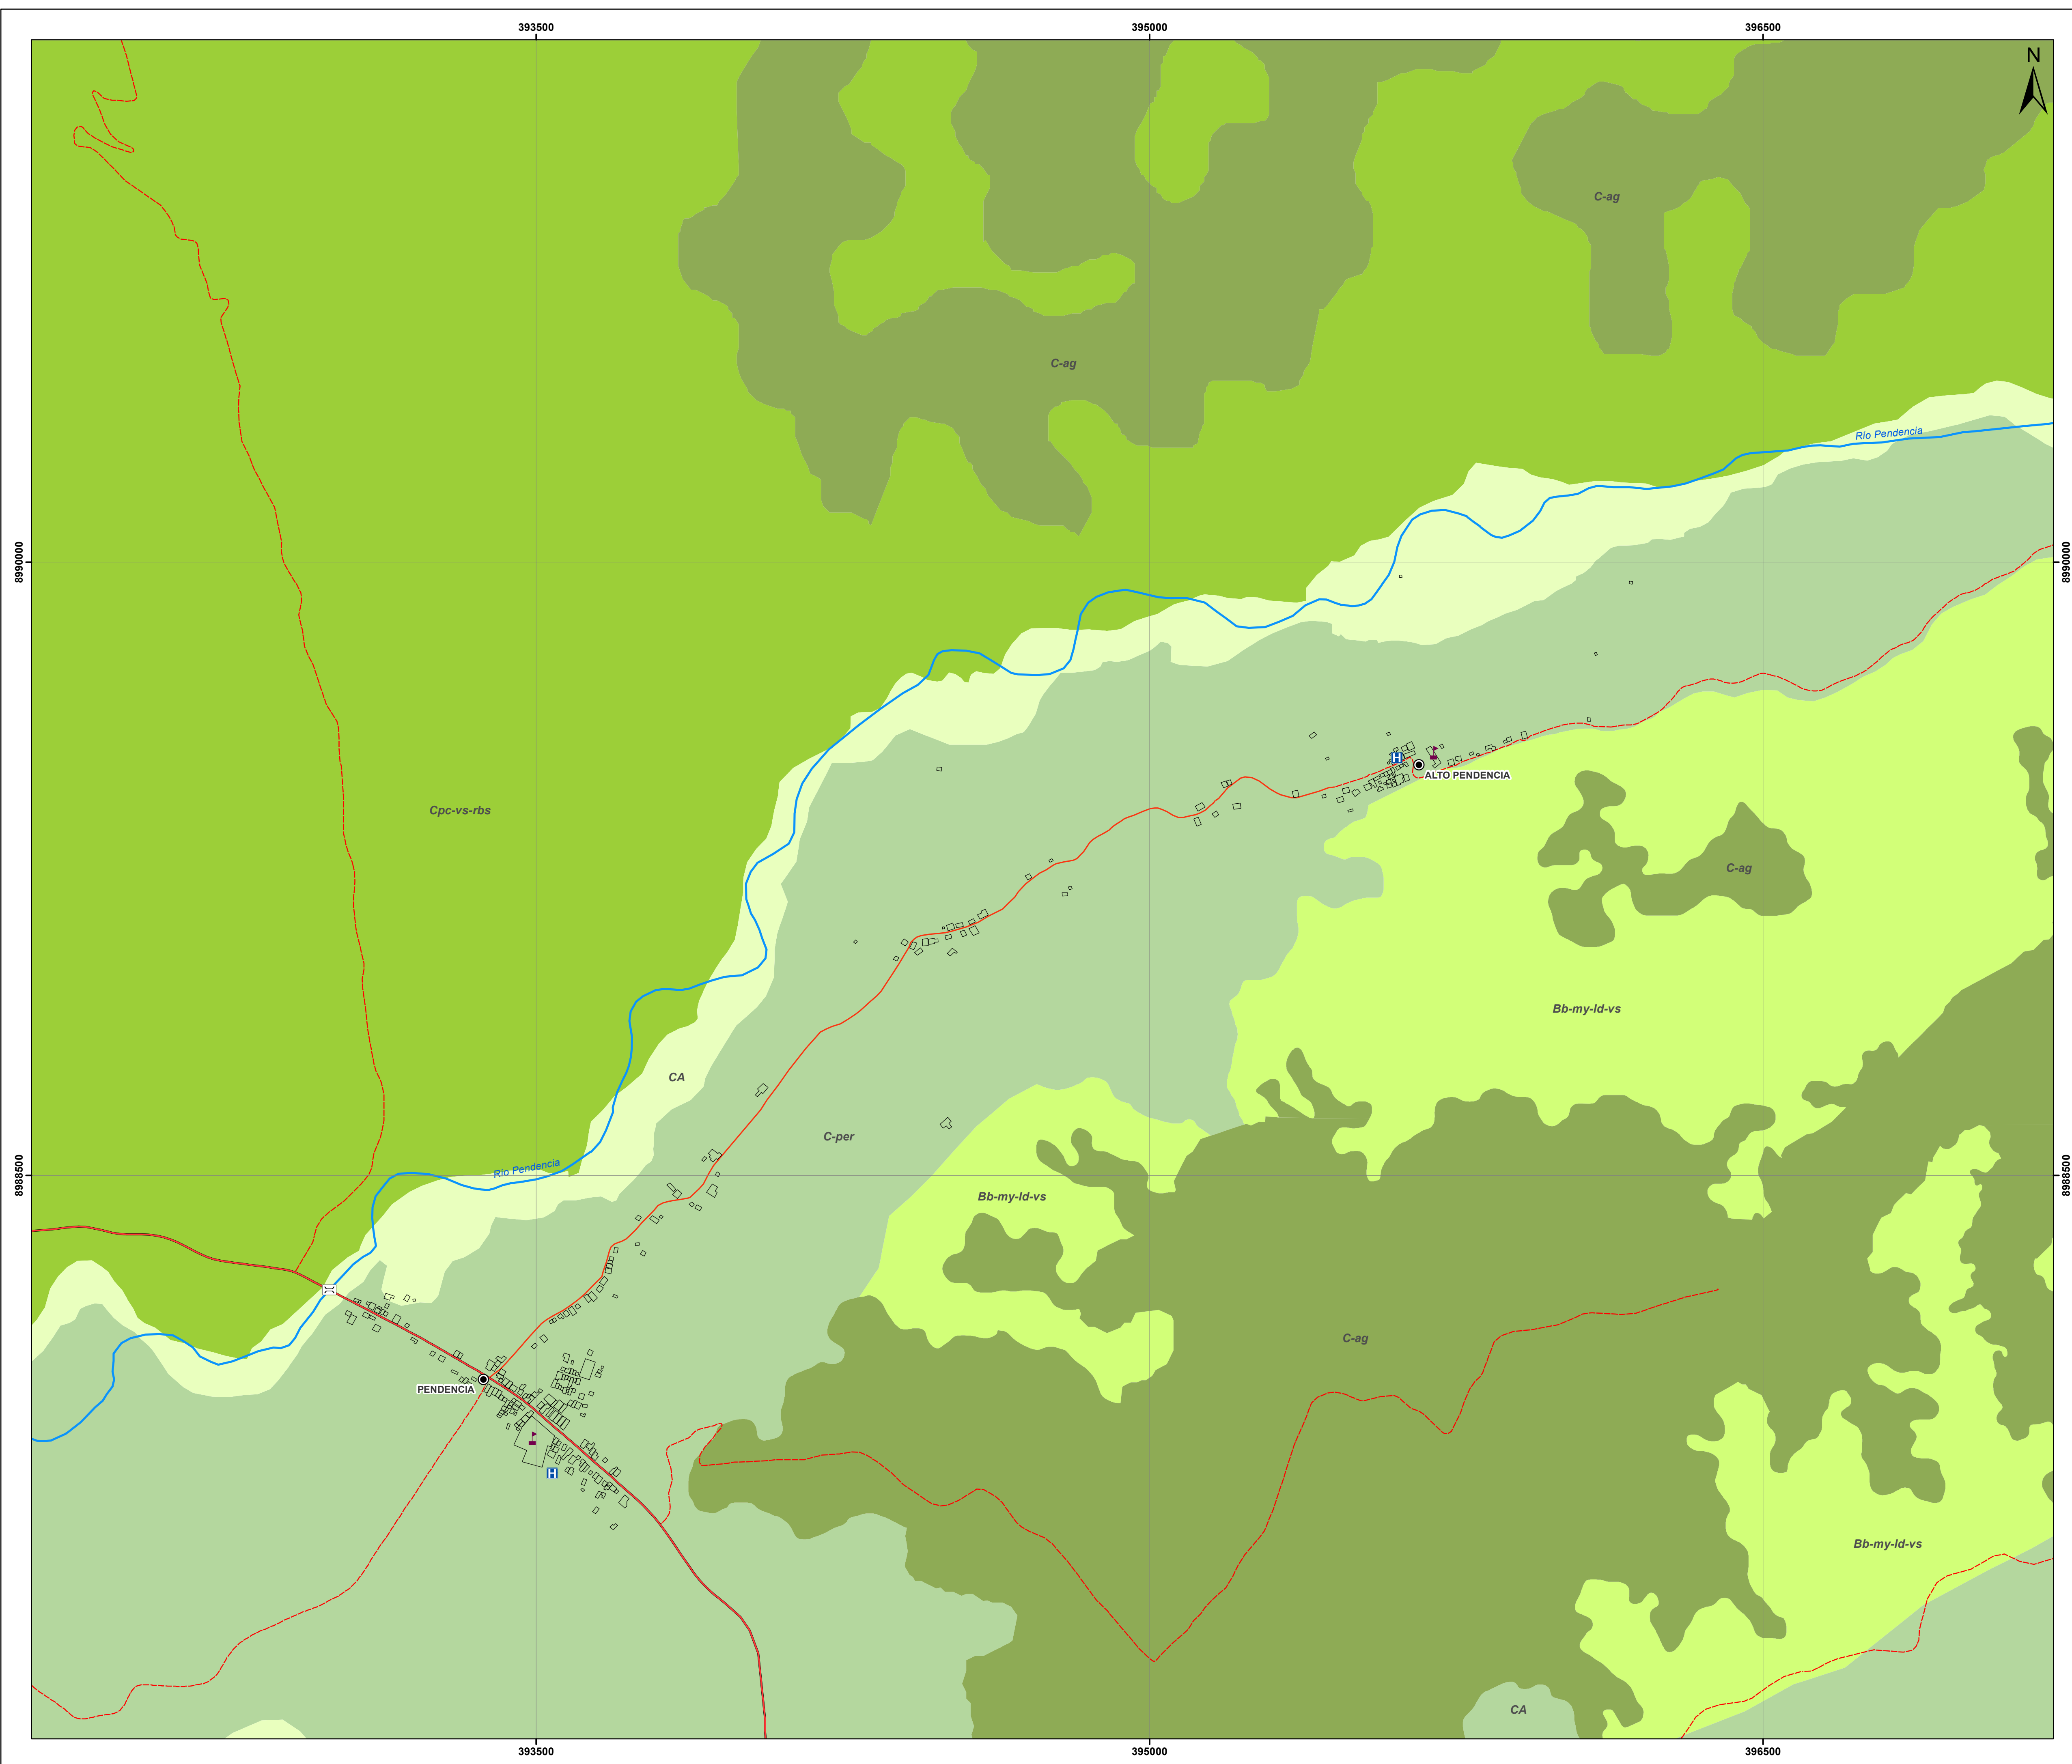 393500 395000 396500
N
C-ag
C-ag
Río Pendencia
8990000 8990000
ALTO PENDENCIA
Cpc-vs-rbs
C-ag
Bb-my-ld-vs
CA
C-per
Río Pendencia
8988500 8988500
Bb-my-ld-vs
C-ag
PENDENCIA
H
H
Bb-my-ld-vs
CA
393500 395000 396500